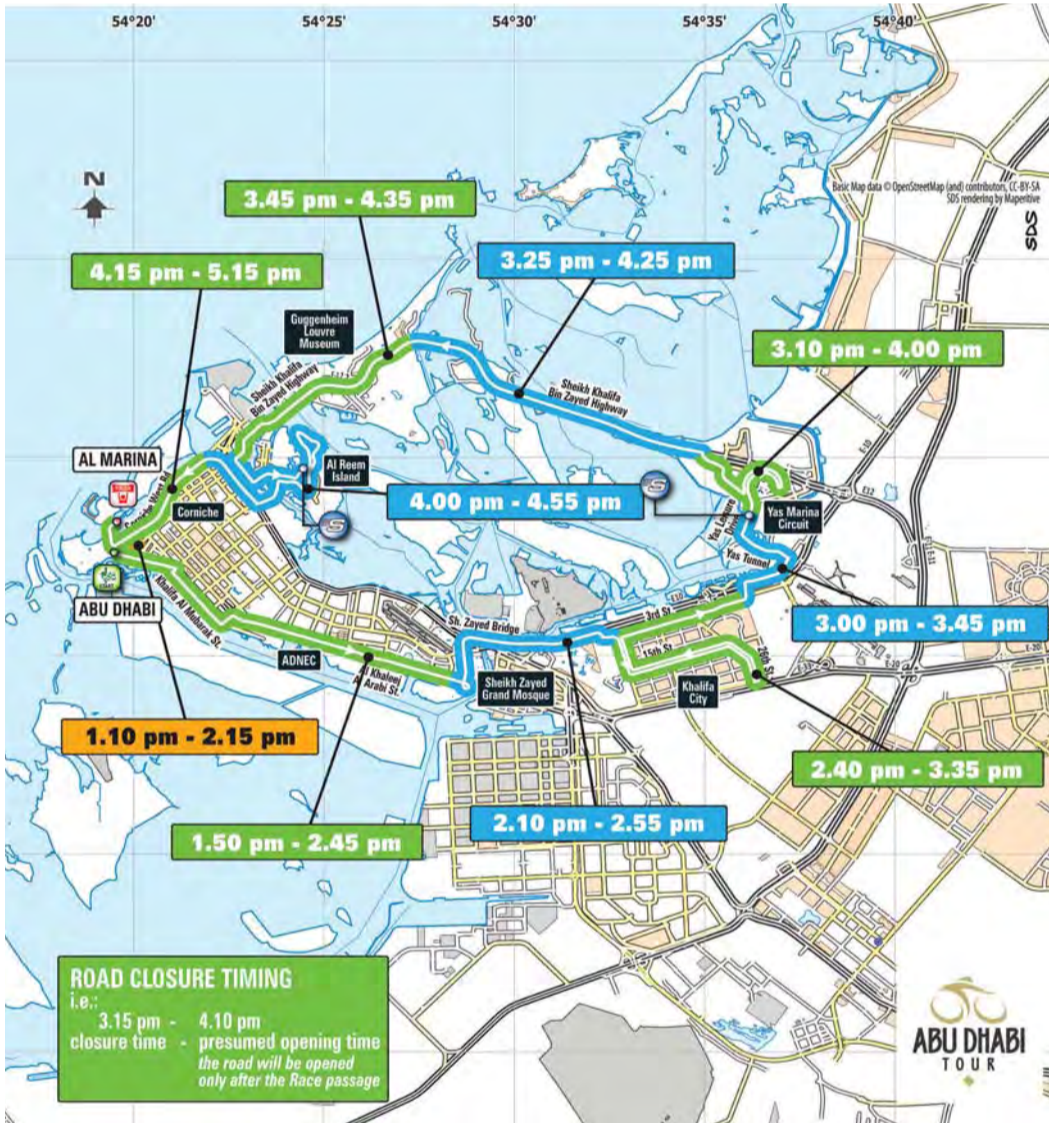 54°20'
54°25'
54°30'
54°35'
54°40'
Basic Map data © OpenStreetMap (and) contributors, CC-BY-SA
SDS rendering by Maperitive
SDS
N
3.45 pm - 4.35 pm
3.25 pm - 4.25 pm
4.15 pm - 5.15 pm
Guggenheim
Louvre
Museum
3.10 pm - 4.00 pm
Sheikh Khalifa
Bin Zayed Highway
Sheikh Khalifa
Bin Zayed Highway
AL MARINA
Al Reem
Island
4.00 pm - 4.55 pm
S
S
E12
Corniche
Yas Marina
Circuit
Yas Tunnel
ABU DHABI
Khalifa Al Mubarak St.
Sh. Zayed Bridge
3rd St.
E10
3.00 pm - 3.45 pm
15th St.
26th St.
E-20
ADNEC
Arabi St.
Sheikh Zayed
Grand Mosque
Khalifa
City
1.10 pm - 2.15 pm
2.40 pm - 3.35 pm
1.50 pm - 2.45 pm
2.10 pm - 2.55 pm
ROAD CLOSURE TIMING
i.e.:
3.15 pm - 4.10 pm
closure time - presumed opening time
the road will be opened
only after the Race passage
ABU DHABI
TOUR